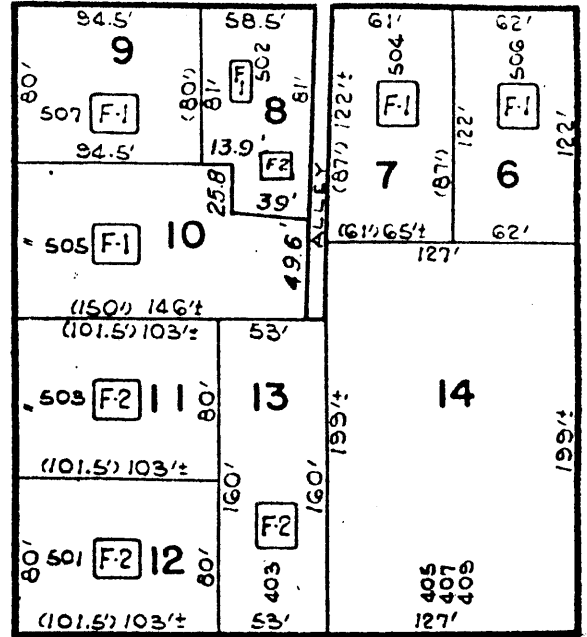 94.5' 58.5' 61' 62'
9
80' 507 F-1 (80')
94.5'
81' F-1 502 81'
8
13.9' F2
25.8 39'
ALLEY
504 F-1
(87') 122'± (87')
7
(61') 65'±
506 F-1
122' 122'
6
62'
127'
" 505 F-1 10
49.6'
(150') 146'±
(101.5') 103'± 53'
" 503 F-2 11 80'
(101.5') 103'±
13
160' 160'
F-2
403
53'
14
199'± 199'±
405
407
409
127'
80' 501 F-2 12 80'
(101.5') 103'±